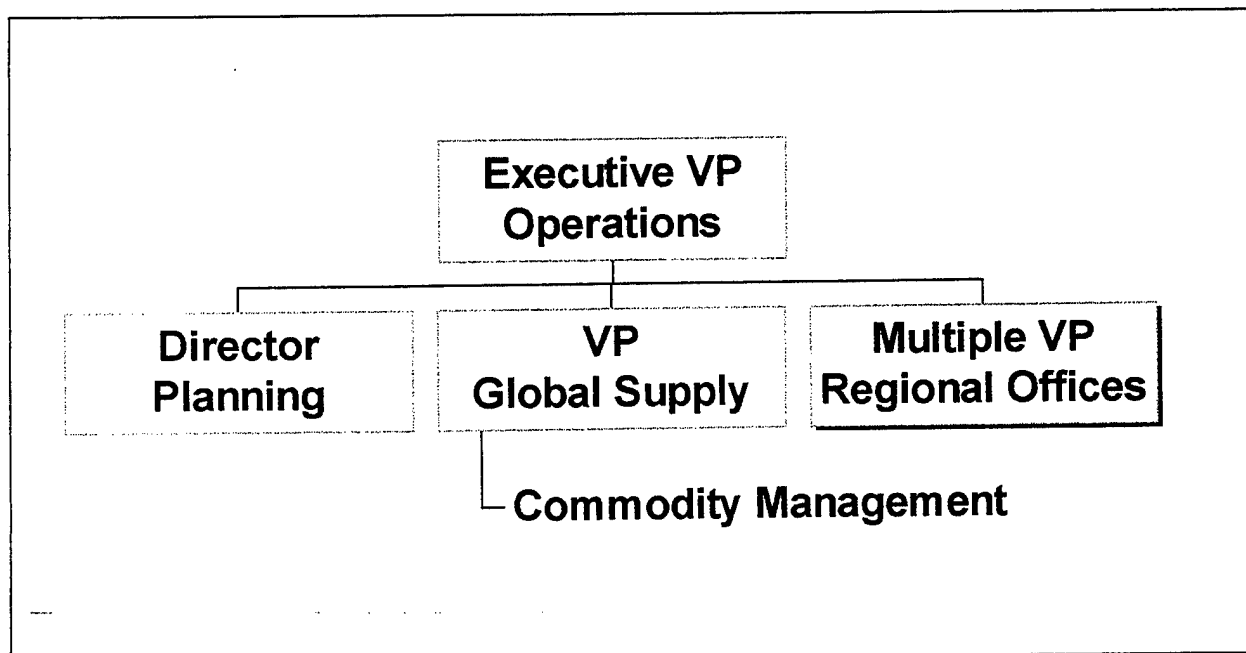 Executive VP
Operations
Director
Planning
VP
Global Supply
Multiple VP
Regional Offices
Commodity Management